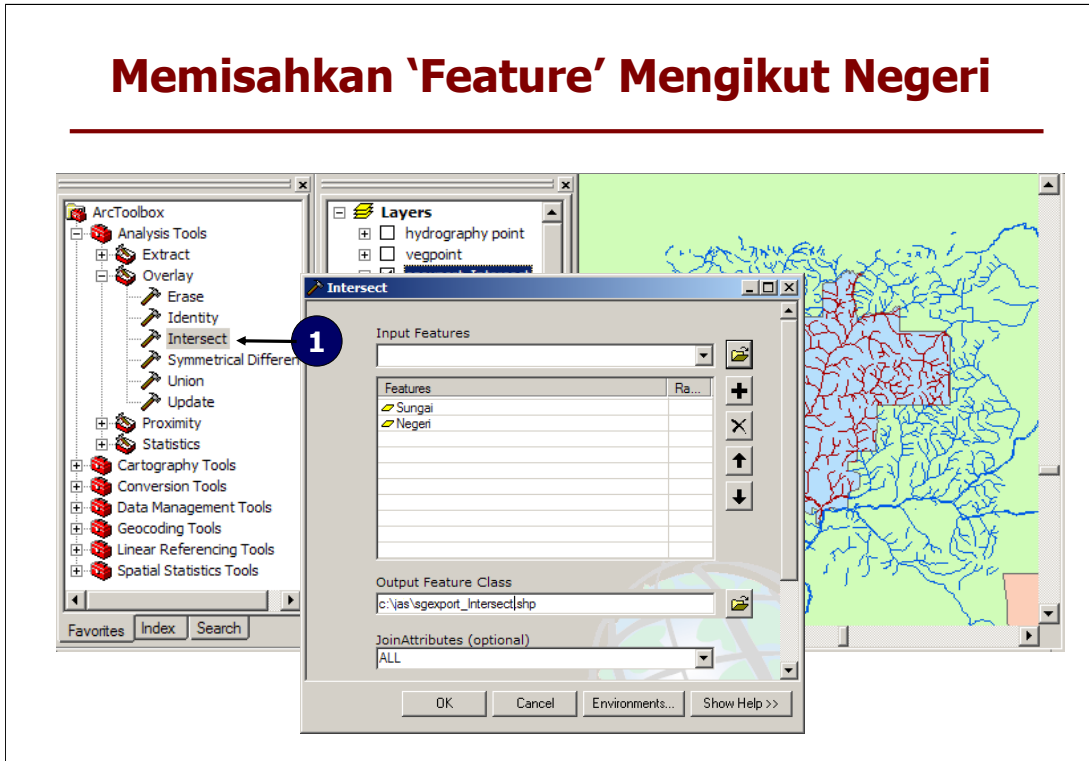 Memisahkan ‘Feature’ Mengikut Negeri
ArcToolbox
Analysis Tools
Extract
Overlay
Erase
Identity
Intersect
Symmetrical Differen
Union
Update
Proximity
Statistics
Cartography Tools
Conversion Tools
Data Management Tools
Geocoding Tools
Linear Referencing Tools
Spatial Statistics Tools
Favorites Index Search
1
Layers
hydrography point
vegpoint
Intersect
Input Features
Features Ra...
Sungai
Negeri
Output Feature Class
c:\jas\sgexport_Intersect.shp
JoinAttributes (optional)
ALL
OK Cancel Environments... Show Help >>